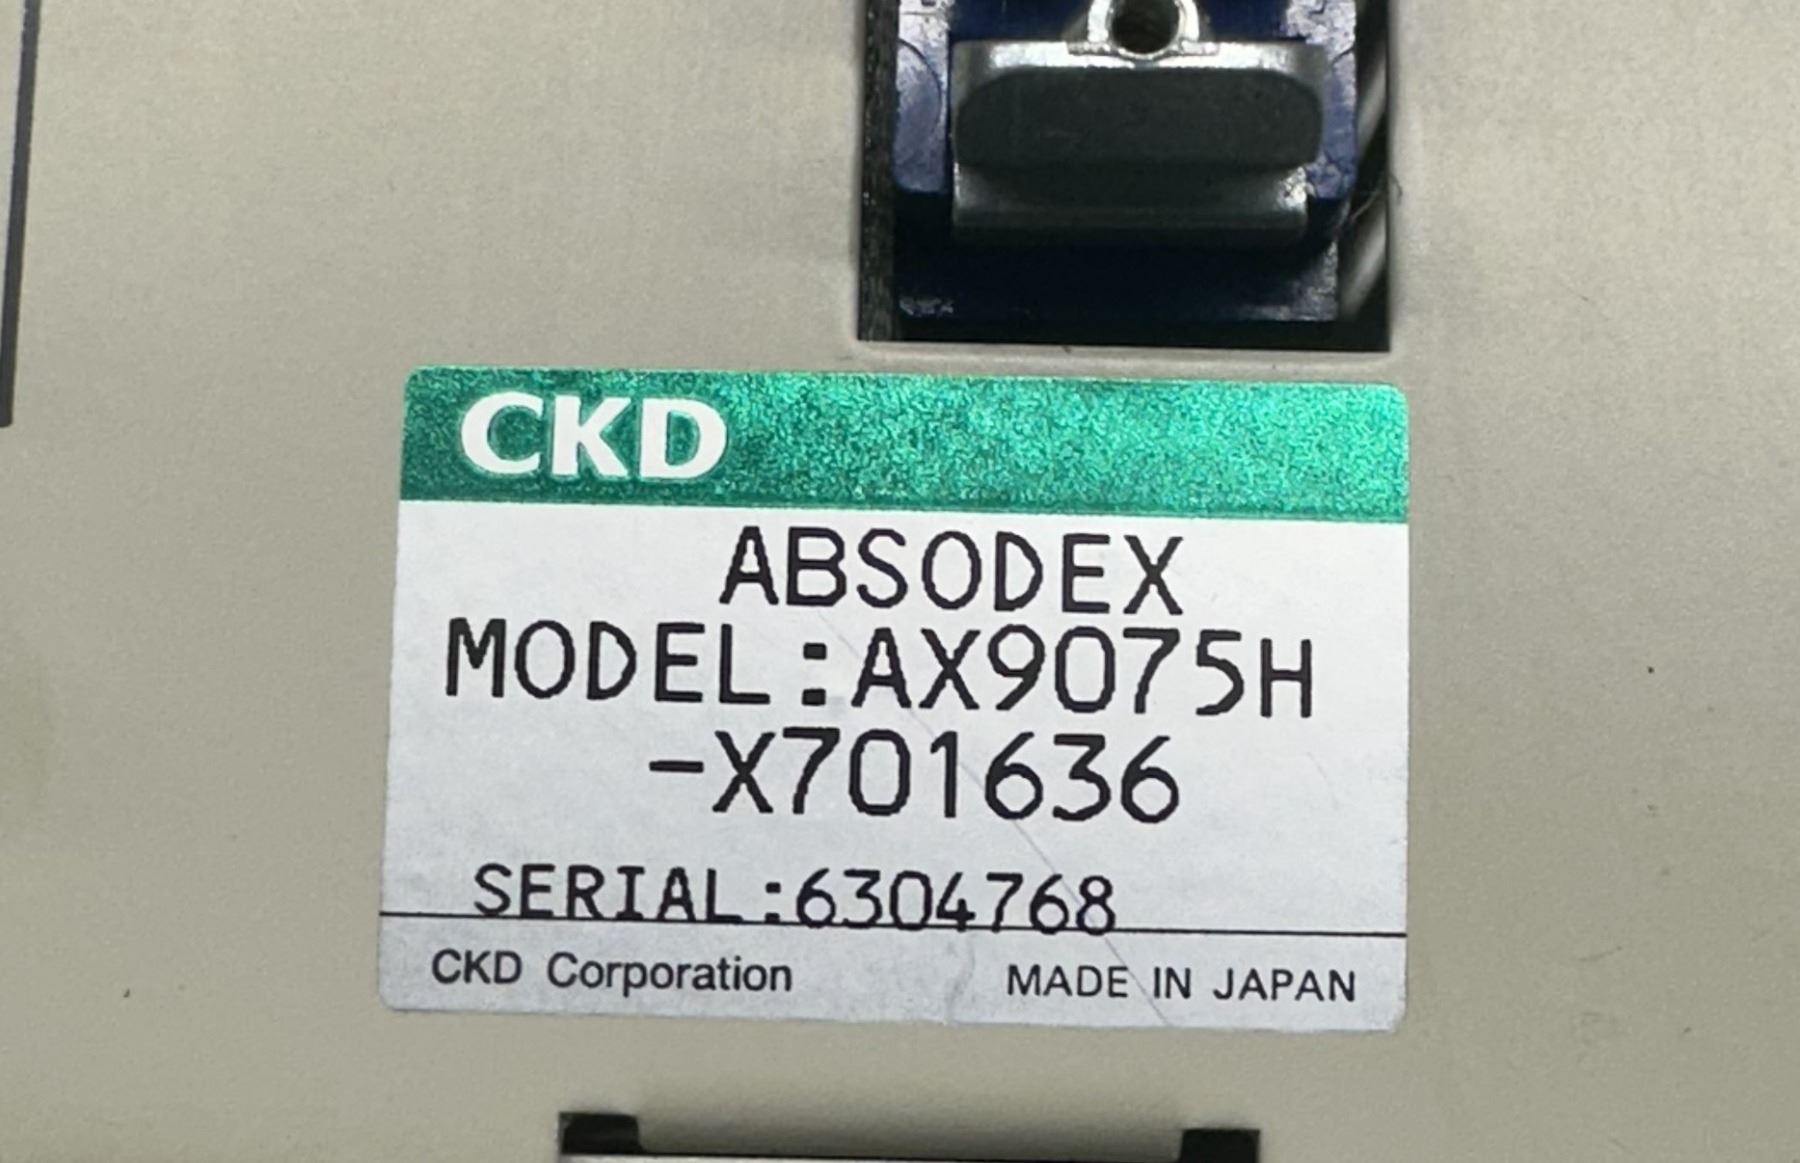 CKD
ABSODEX
MODEL:AX9075H
-X701636
SERIAL:6304768
CKD Corporation MADE IN JAPAN